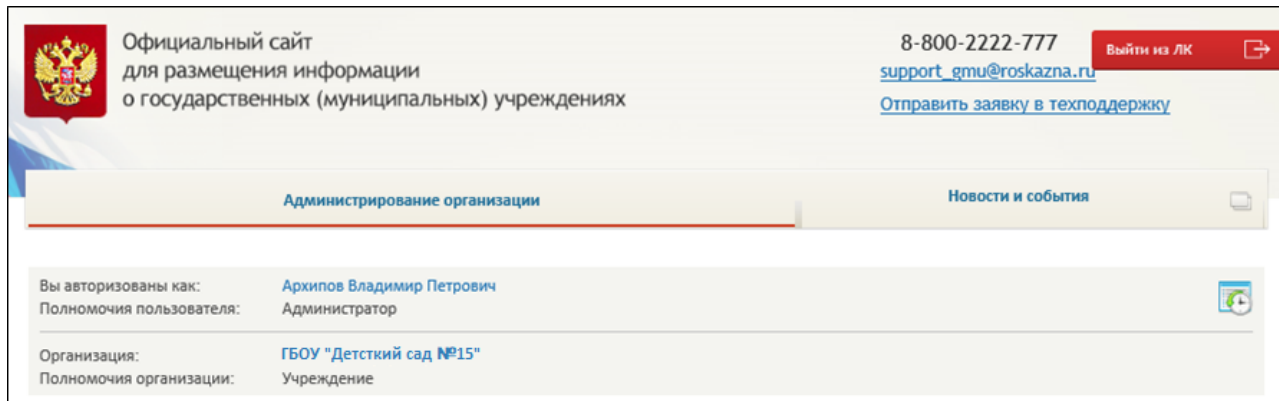 Официальный сайт
для размещения информации
о государственных (муниципальных) учреждениях
8-800-2222-777
Выйти из ЛК
support_gmu@roskazna.ru
Отправить заявку в техподдержку
Администрирование организации
Новости и события
Вы авторизованы как: Архипов Владимир Петрович
Полномочия пользователя: Администратор
Организация: ГБОУ "Детсткий сад №15"
Полномочия организации: Учреждение